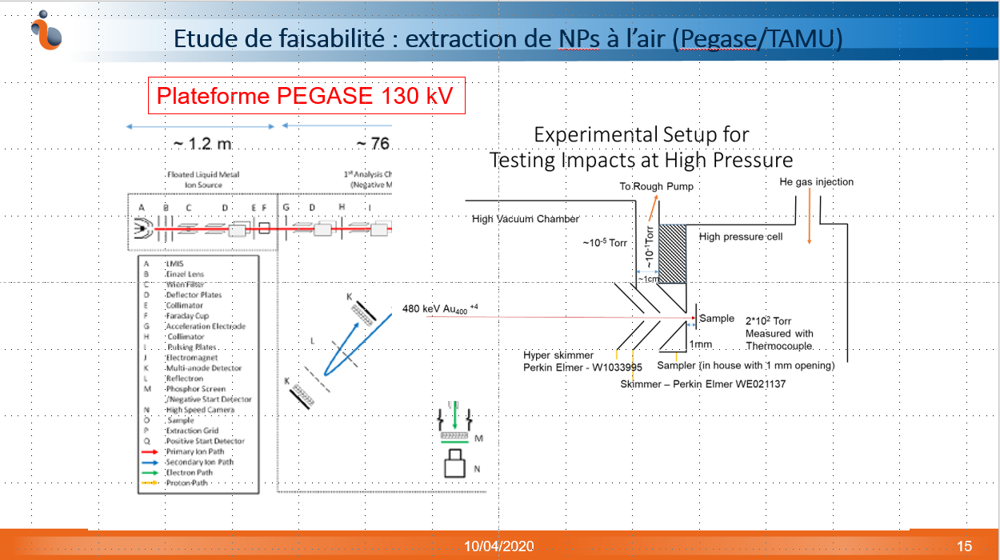 Etude de faisabilité : extraction de NPs à l'air (Pegase/TAMU)
Plateforme PEGASE 130 kV
~ 1.2 m
~ 76
Floated Liquid Metal
Ion Source
1st Analysis Ch
(Negative M
A B C D E F G D H I
A LMIS
B Einzel Lens
C Wien Filter
D Deflector Plates
E Collimator
F Faraday Cup
G Acceleration Electrode
H Collimator
I Pulsing Plates
J Electromagnet
K Multi-anode Detector
L Reflectron
M Phosphor Screen
/Negative Start Detector
N High Speed Camera
O Sample
P Extraction Grid
Q Positive Start Detector
Primary Ion Path
Secondary Ion Path
Electron Path
Proton Path
K
L
K
M
N
Experimental Setup for
Testing Impacts at High Pressure
To Rough Pump
He gas injection
High Vacuum Chamber
~10-5 Torr
~10-1Torr
High pressure cell
~1cm
480 keV Au400 +4
Sample
2*102 Torr
Measured with
Thermocouple
1mm
Hyper skimmer
Perkin Elmer - W1033995
Sampler (in house with 1 mm opening)
Skimmer – Perkin Elmer WE021137
10/04/2020
15